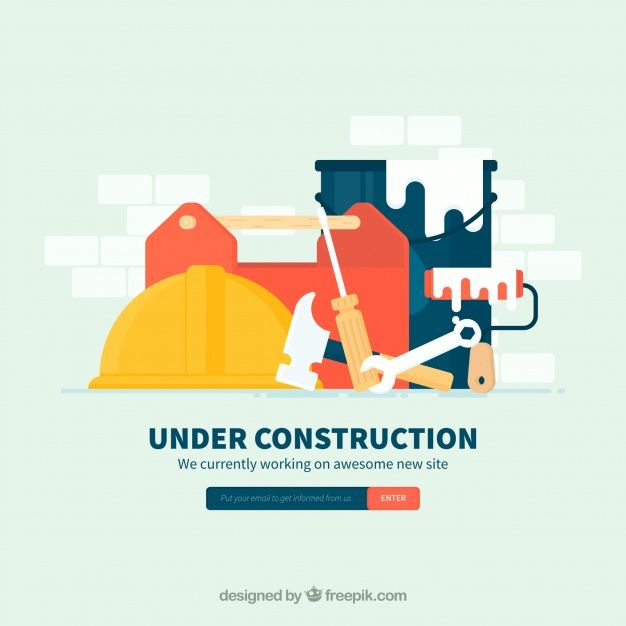 UNDER CONSTRUCTION
We currently working on awesome new site
Put your email to get informed from us.
ENTER
designed by freepik.com